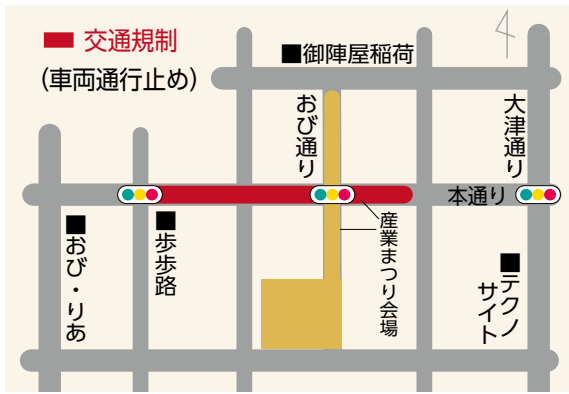 ■ 交通規制
(車両通行止め)
■御陣屋稲荷
おび通り
大津通り
本通り
産業まつり会場
■おび・りあ
■歩歩路
■テクノ
サイト